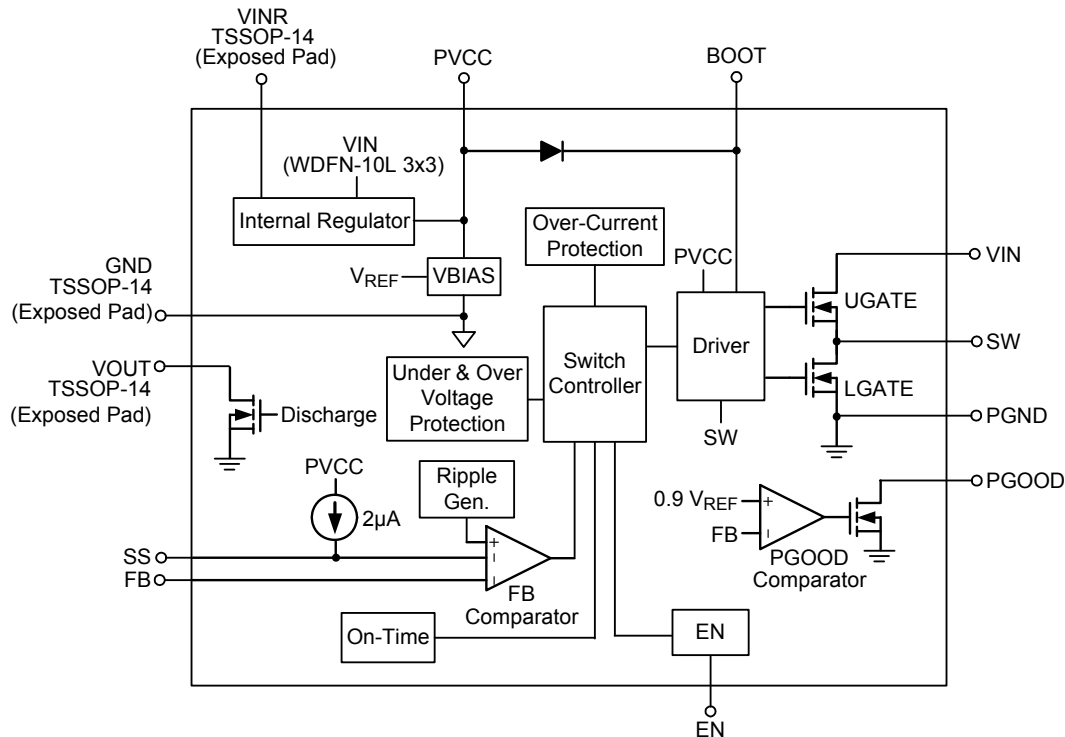 VINR
TSSOP-14
(Exposed Pad)
PVCC
BOOT
VIN
(WDFN-10L 3x3)
Internal Regulator
Over-Current
Protection
PVCC
VIN
GND
TSSOP-14
(Exposed Pad)
VREF
VBIAS
UGATE
Switch
Controller
Driver
SW
VOUT
TSSOP-14
(Exposed Pad)
Discharge
Under & Over
Voltage
Protection
LGATE
PGND
SW
PVCC
2µA
Ripple
Gen.
+
-
-
0.9 VREF
FB
+
-
PGOOD
PGOOD
Comparator
SS
FB
FB
Comparator
On-Time
EN
EN